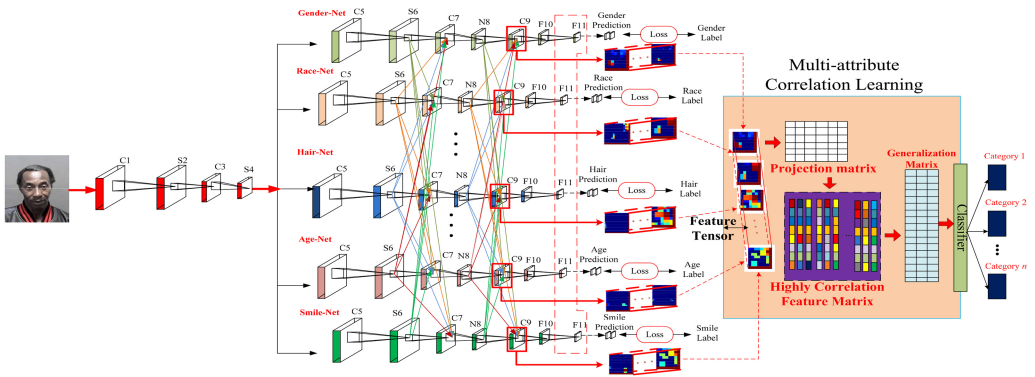 Gender-Net
C5
S6
C7
N8
C9
F10
F11
Gender
Prediction
Loss
Gender
Label
Race-Net
C5
S6
C7
N8
C9
F10
F11
Race
Prediction
Loss
Race
Label
Hair-Net
C5
S6
C7
N8
C9
F10
F11
Hair
Prediction
Loss
Hair
Label
Age-Net
C5
S6
C7
N8
C9
F10
F11
Age
Prediction
Loss
Age
Label
Smile-Net
C5
S6
C7
N8
C9
F10
F11
Smile
Prediction
Loss
Smile
Label
C1
S2
C3
S4
Multi-attribute
Correlation Learning
Projection matrix
Generalization
Matrix
Feature
Tensor
Highly Correlation
Feature Matrix
Classifier
Category 1
Category 2
Category n